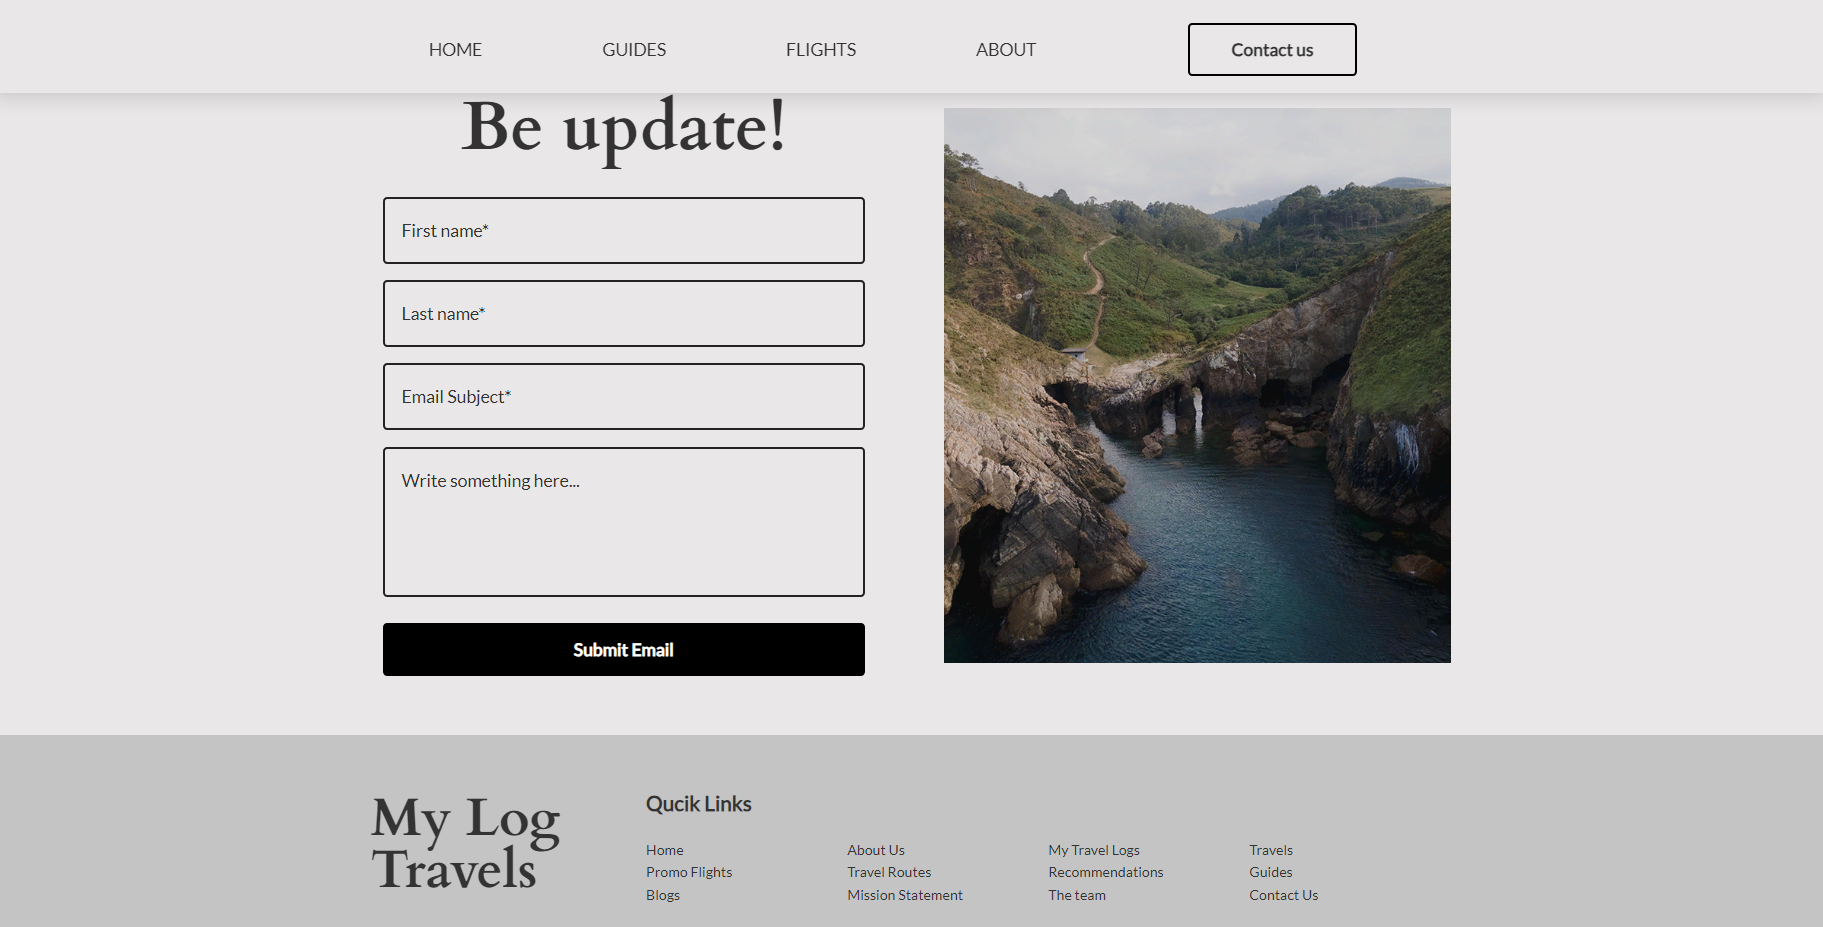 HOME GUIDES FLIGHTS ABOUT Contact us
Be update!
First name*
Last name*
Email Subject*
Write something here...
Submit Email
My Log
Travels
Qucik Links
Home About Us My Travel Logs Travels
Promo Flights Travel Routes Recommendations Guides
Blogs Mission Statement The team Contact Us